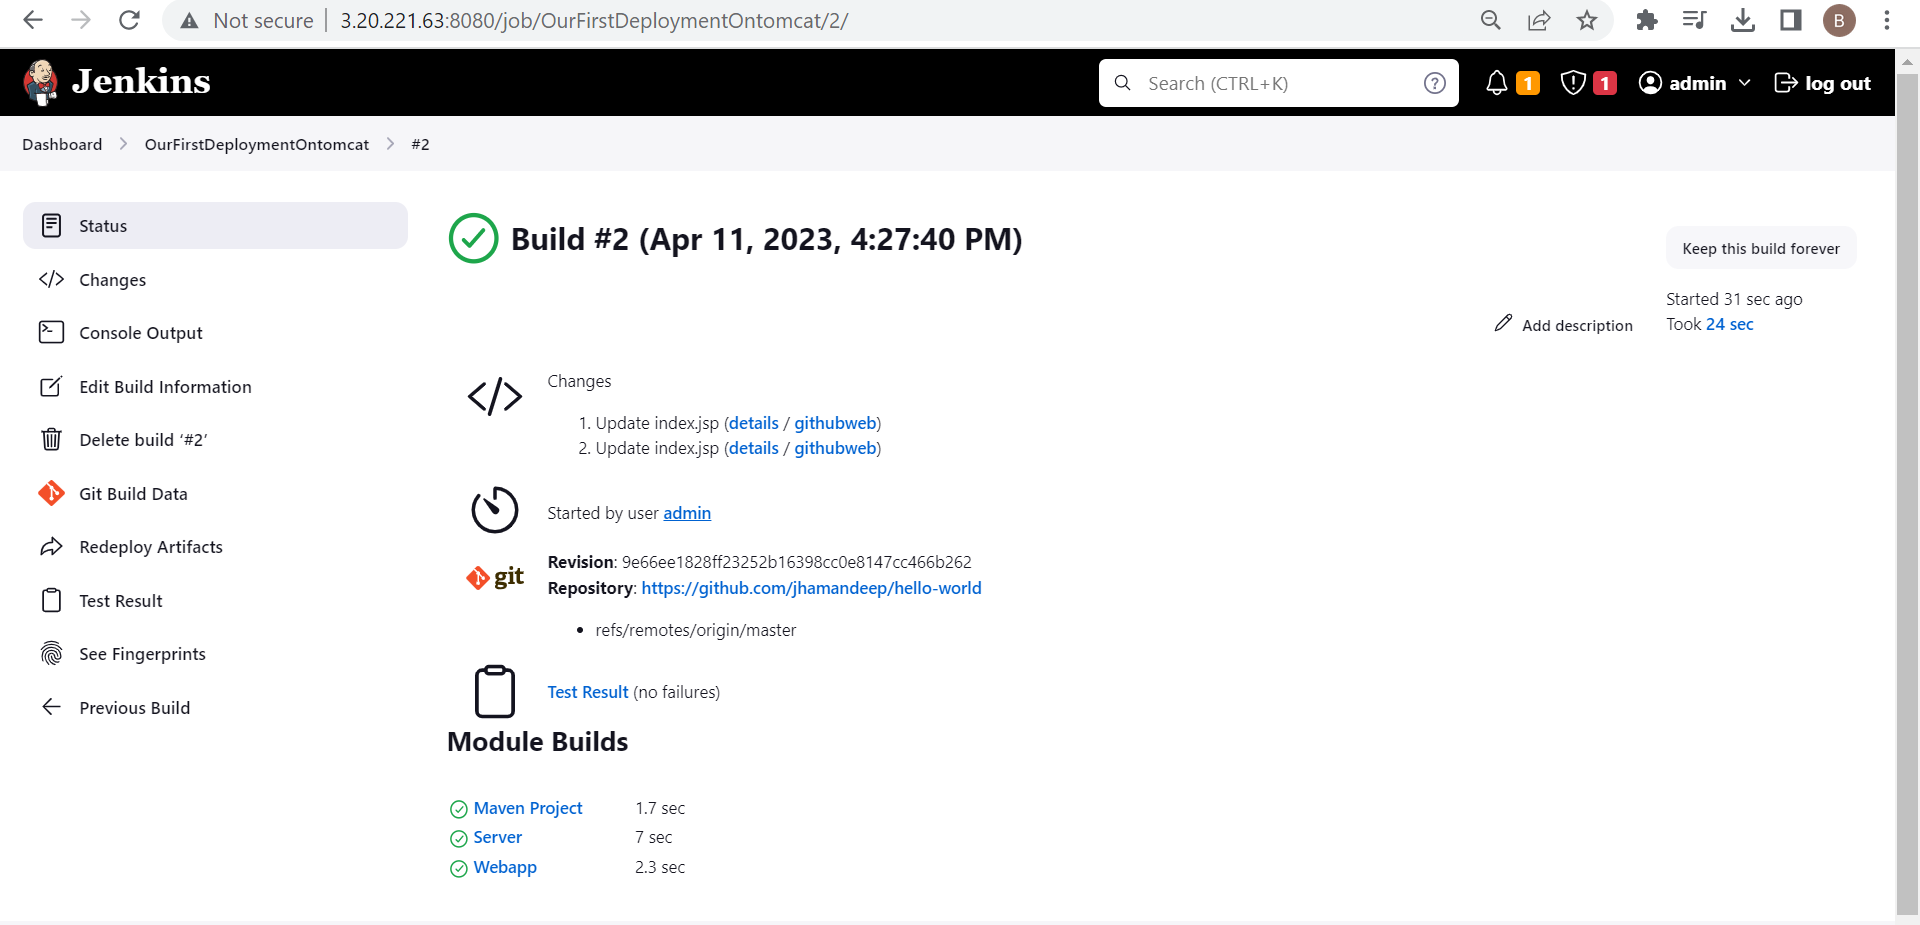 Not secure | 3.20.221.63:8080/job/OurFirstDeploymentOntomcat/2/
B
Jenkins
Search (CTRL+K)
1
1
admin
log out
Dashboard > OurFirstDeploymentOntomcat > #2
Status
Changes
Console Output
Edit Build Information
Delete build ‘#2’
Git Build Data
Redeploy Artifacts
Test Result
See Fingerprints
Previous Build
Build #2 (Apr 11, 2023, 4:27:40 PM)
Keep this build forever
Started 31 sec ago
Took 24 sec
Add description
Changes
1. Update index.jsp (details / githubweb)
2. Update index.jsp (details / githubweb)
Started by user admin
git
Revision: 9e66ee1828ff23252b16398cc0e8147cc466b262
Repository: https://github.com/jhamandeep/hello-world
• refs/remotes/origin/master
Test Result (no failures)
Module Builds
Maven Project 1.7 sec
Server 7 sec
Webapp 2.3 sec